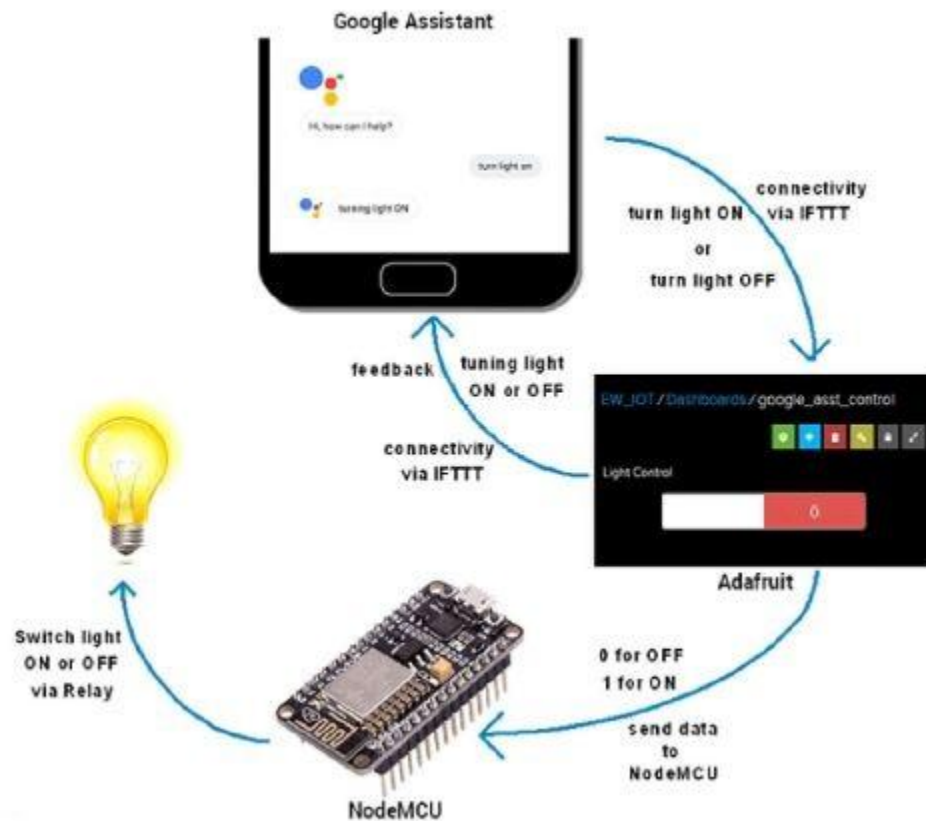 Google Assistant
Hi, how can I help?
turn light on
tuning light ON
connectivity
via IFTTT
turn light ON
or
turn light OFF
feedback
tuning light
ON or OFF
connectivity
via IFTTT
EW_IOT/Dashboards/google_asst_control
Light Control
0
Adafruit
Switch light
ON or OFF
via Relay
0 for OFF
1 for ON
send data
to
NodeMCU
NodeMCU